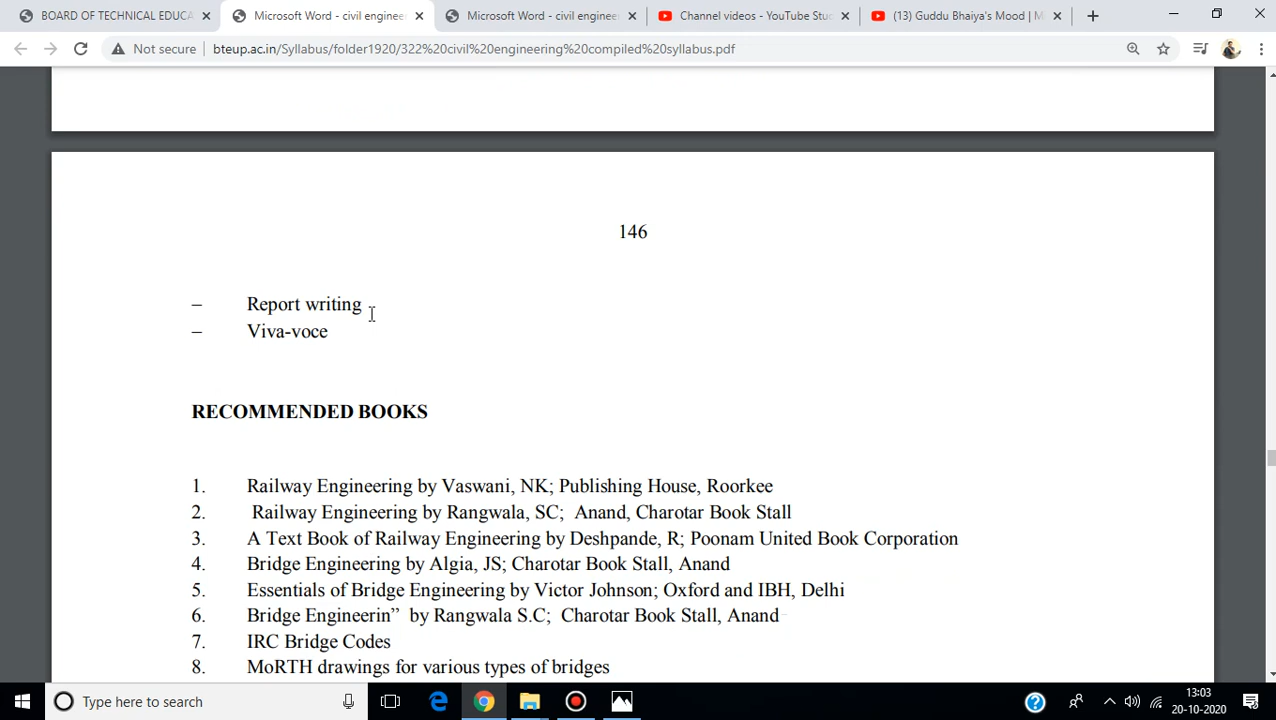 BOARD OF TECHNICAL EDUCA
Microsoft Word - civil enginee
Microsoft Word - civil enginee
Channel videos - YouTube Stu
(13) Guddu Bhaiya's Mood | M
Not secure
bteup.ac.in/Syllabus/folder1920/322%20civil%20engineering%20compiled%20syllabus.pdf
146
– Report writing
– Viva-voce
RECOMMENDED BOOKS
1. Railway Engineering by Vaswani, NK; Publishing House, Roorkee
2. Railway Engineering by Rangwala, SC; Anand, Charotar Book Stall
3. A Text Book of Railway Engineering by Deshpande, R; Poonam United Book Corporation
4. Bridge Engineering by Algia, JS; Charotar Book Stall, Anand
5. Essentials of Bridge Engineering by Victor Johnson; Oxford and IBH, Delhi
6. Bridge Engineerin” by Rangwala S.C; Charotar Book Stall, Anand
7. IRC Bridge Codes
8. MoRTH drawings for various types of bridges
Type here to search
13:03
20-10-2020